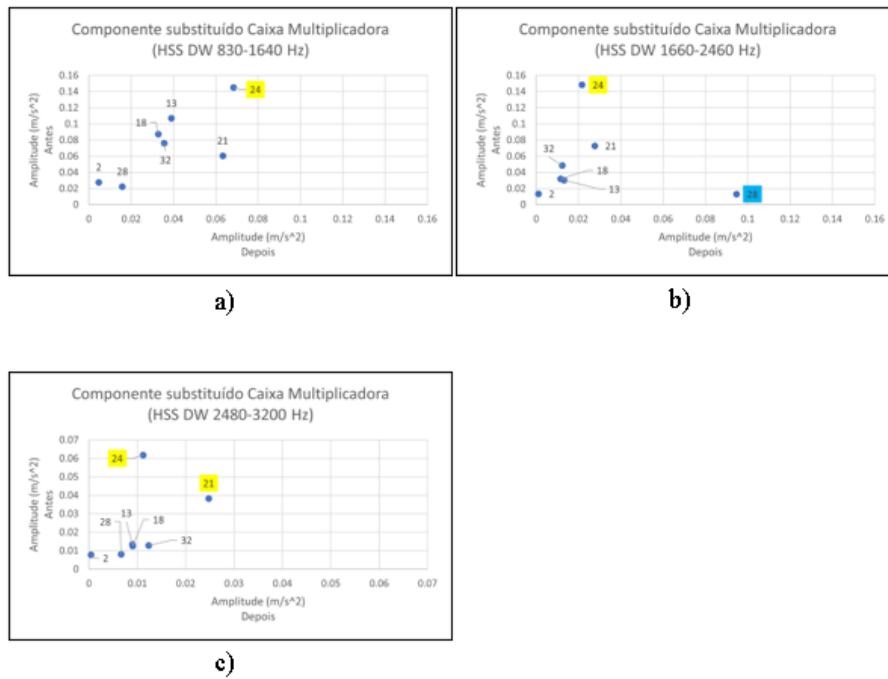 Componente substituído Caixa Multiplicadora
(HSS DW 830-1640 Hz)
Amplitude (m/s^2)
Antes
0.16
0.14
0.12
0.1
0.08
0.06
0.04
0.02
0
24
13
18
32
21
2
28
0 0.02 0.04 0.06 0.08 0.1 0.12 0.14 0.16
Amplitude (m/s^2)
Depois
a)
Componente substituído Caixa Multiplicadora
(HSS DW 1660-2460 Hz)
Amplitude (m/s^2)
Antes
0.16
0.14
0.12
0.1
0.08
0.06
0.04
0.02
0
24
21
32
18
13
2
28
0 0.02 0.04 0.06 0.08 0.1 0.12 0.14 0.16
Amplitude (m/s^2)
Depois
b)
Componente substituído Caixa Multiplicadora
(HSS DW 2480-3200 Hz)
Amplitude (m/s^2)
Antes
0.07
0.06
0.05
0.04
0.03
0.02
0.01
0
24
21
28 13 18
32
2
0 0.01 0.02 0.03 0.04 0.05 0.06 0.07
Amplitude (m/s^2)
Depois
c)